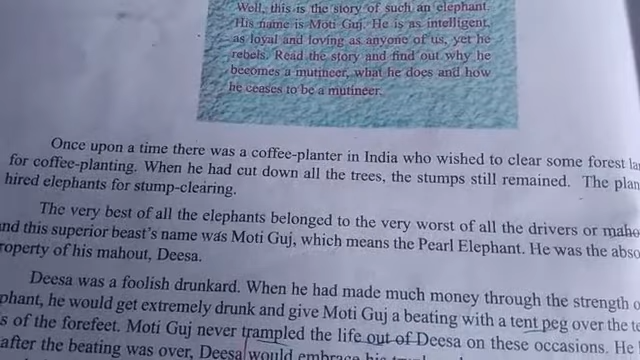 Well, this is the story of such an elephant.
His name is Moti Guj. He is as intelligent,
as loyal and loving as anyone of us, yet he
rebels. Read the story and find out why he
becomes a mutineer, what he does and how
he ceases to be a mutineer.
Once upon a time there was a coffee-planter in India who wished to clear some forest la
for coffee-planting. When he had cut down all the trees, the stumps still remained. The plan
hired elephants for stump-clearing.
The very best of all the elephants belonged to the very worst of all the drivers or maho
nd this superior beast's name was Moti Guj, which means the Pearl Elephant. He was the abso
roperty of his mahout, Deesa.
Deesa was a foolish drunkard. When he had made much money through the strength o
phant, he would get extremely drunk and give Moti Guj a beating with a tent peg over the te
s of the forefeet. Moti Guj never trampled the life out of Deesa on these occasions. He
after the beating was over, Deesa would embrace his